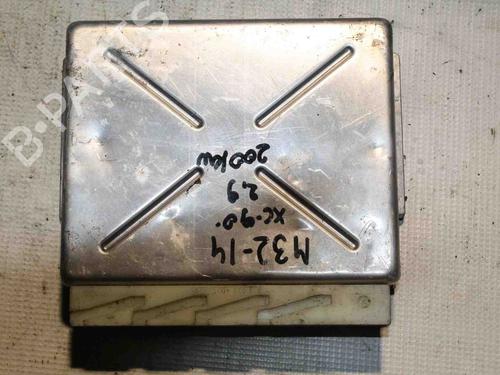 B-PARTS
M32-14
XC-90.
2,9
200KW